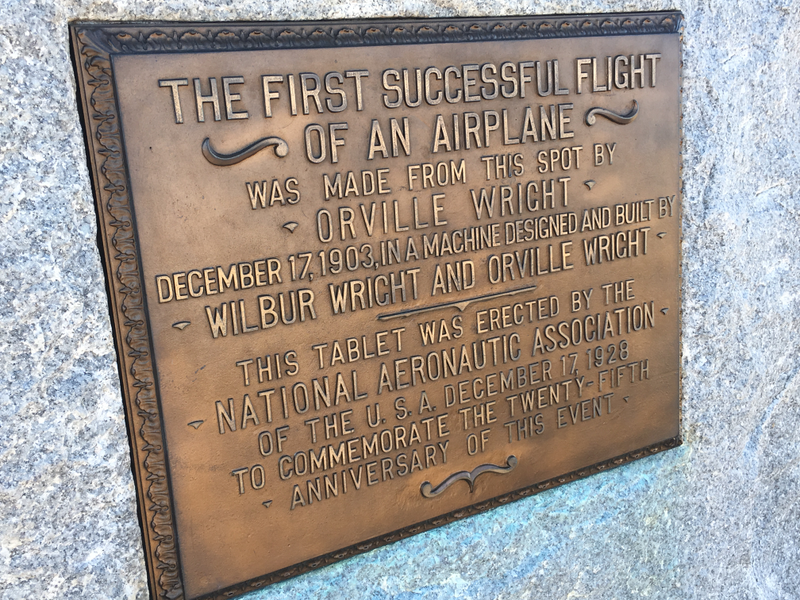 THE FIRST SUCCESSFUL FLIGHT
OF AN AIRPLANE
WAS MADE FROM THIS SPOT BY
ORVILLE WRIGHT
DECEMBER 17, 1903, IN A MACHINE DESIGNED AND BUILT BY
WILBUR WRIGHT AND ORVILLE WRIGHT
THIS TABLET WAS ERECTED BY THE
NATIONAL AERONAUTIC ASSOCIATION
OF THE U. S. A. DECEMBER 17, 1928
TO COMMEMORATE THE TWENTY-FIFTH
ANNIVERSARY OF THIS EVENT